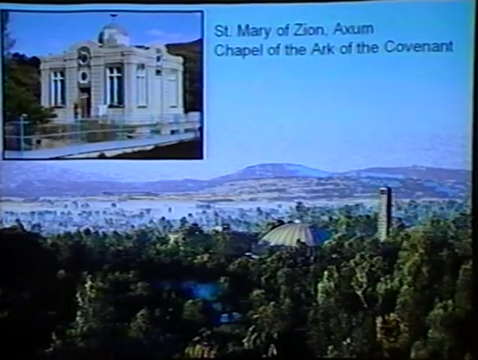 St. Mary of Zion, Axum
Chapel of the Ark of the Covenant